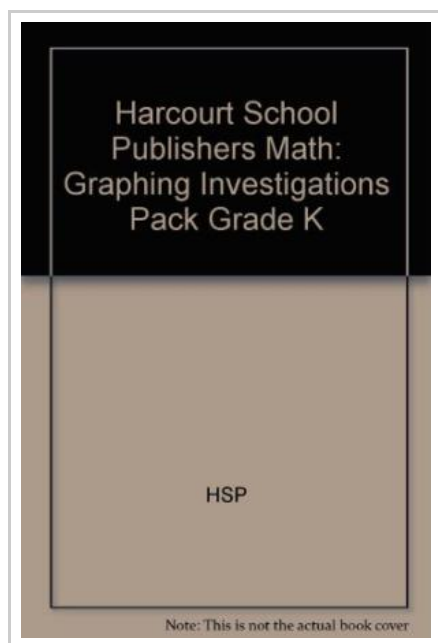 Harcourt School
Publishers Math:
Graphing Investigations
Pack Grade K
HSP
Note: This is not the actual book cover